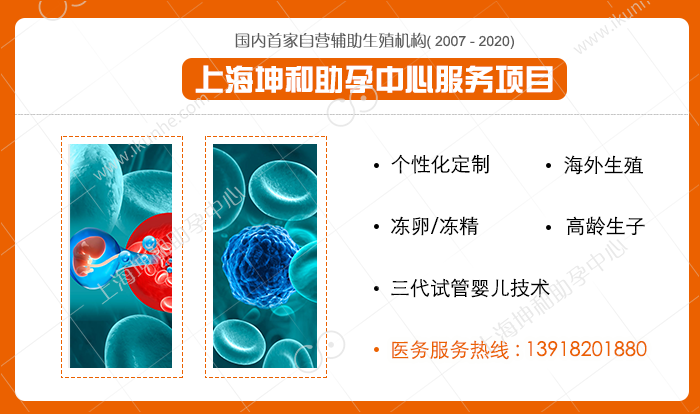 国内首家自营辅助生殖机构( 2007 - 2020)
上海坤和助孕中心服务项目
• 个性化定制
• 海外生殖
• 冻卵/冻精
• 高龄生子
• 三代试管婴儿技术
• 医务服务热线：13918201880
www.ikunhe.com
www.ikunhe.com
上海坤和助孕中心
上海坤和助孕中心